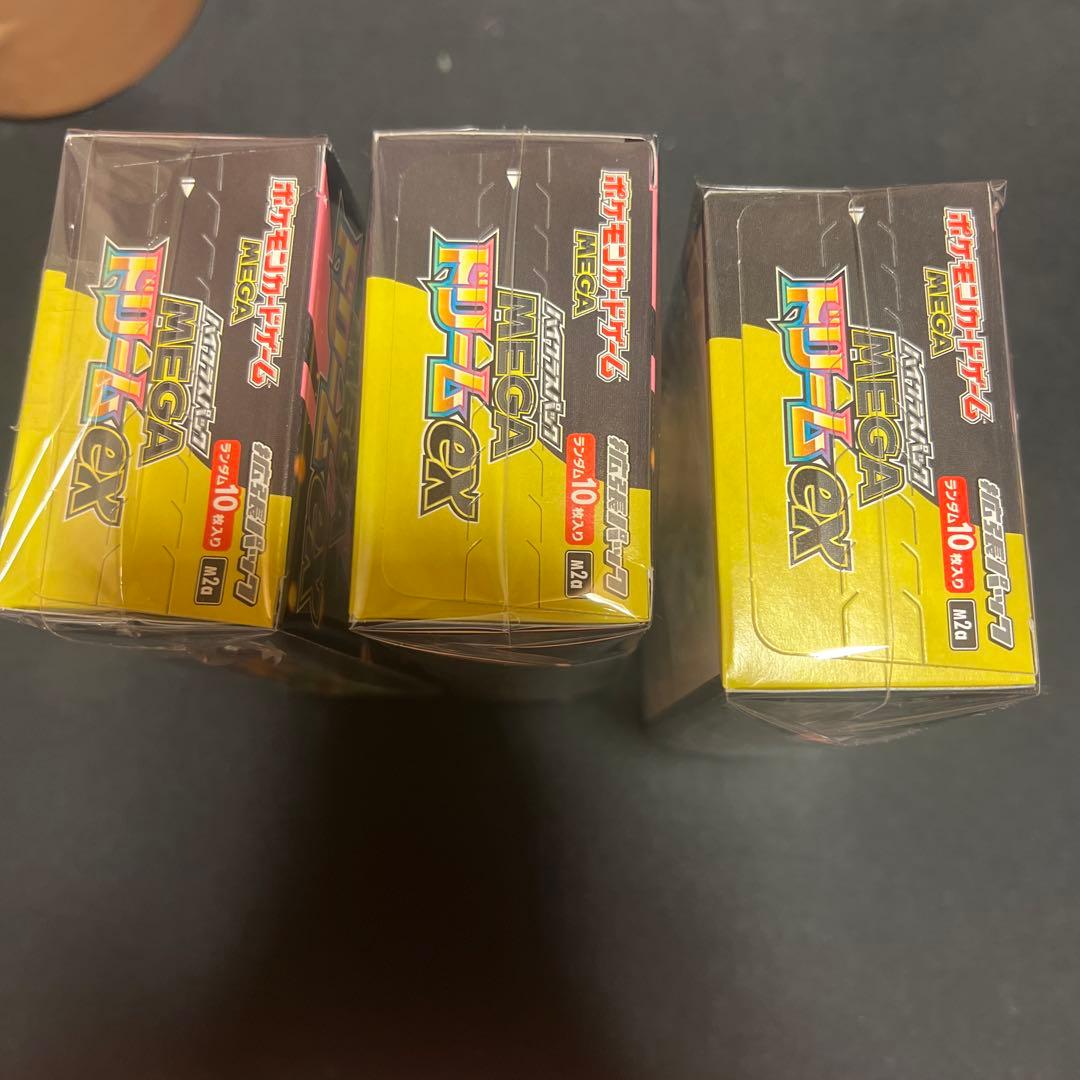 ポケモンカードゲーム
MEGA
ハイクラスパック
MEGA
ドリームex
拡張パック
ランダム10枚入り
M2a
ポケモンカードゲーム
MEGA
ハイクラスパック
MEGA
ドリームex
拡張パック
ランダム10枚入り
M2a
ポケモンカードゲーム
MEGA
ハイクラスパック
MEGA
ドリームex
拡張パック
ランダム10枚入り
M2a